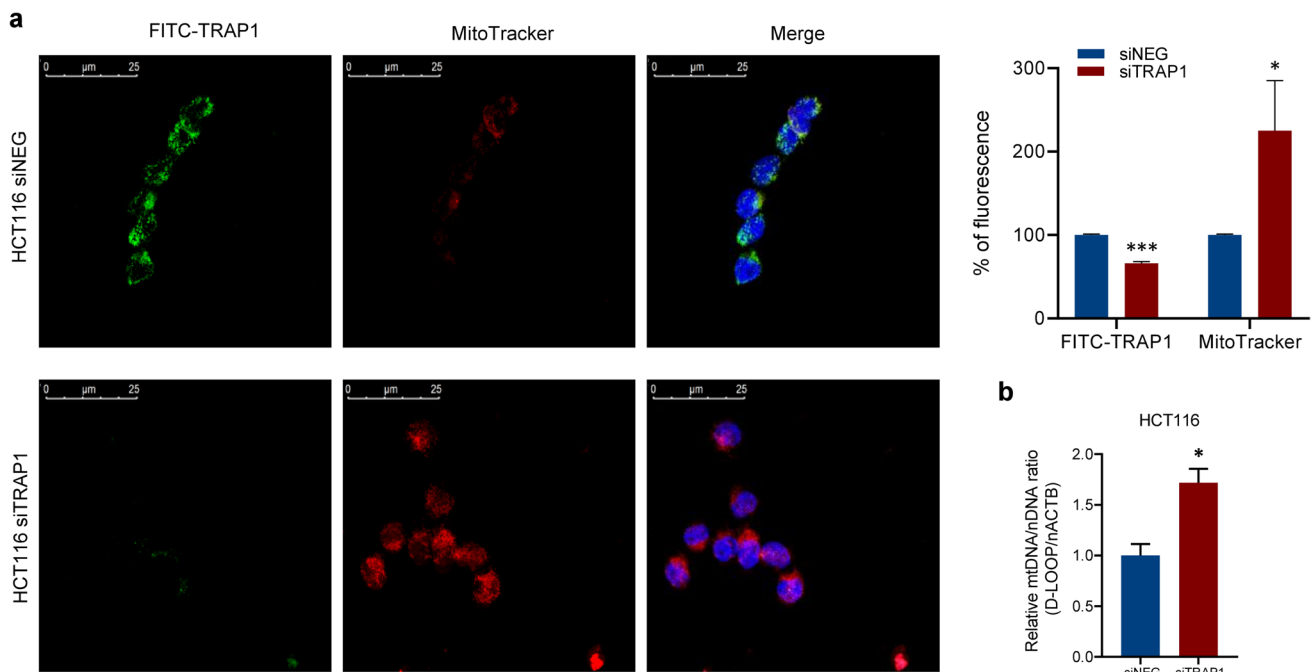 a
FITC-TRAP1
MitoTracker
Merge
HCT116 siNEG
0 µm 25
0 µm 25
0 µm 25
siNEG
siTRAP1
% of fluorescence
300
200
100
0
***
*
FITC-TRAP1
MitoTracker
HCT116 siTRAP1
0 µm 25
0 µm 25
0 µm 25
b
HCT116
Relative mtDNA/nDNA ratio
(D-LOOP/nACTB)
2.0
1.5
1.0
0.5
0.0
*
siNEG
siTRAP1